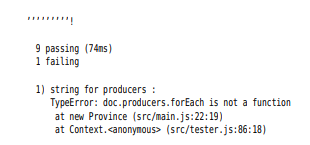 ,,,,,,,,,!
9 passing (74ms)
1 failing
1) string for producers :
TypeError: doc.producers.forEach is not a function
at new Province (src/main.js:22:19)
at Context.<anonymous> (src/tester.js:86:18)